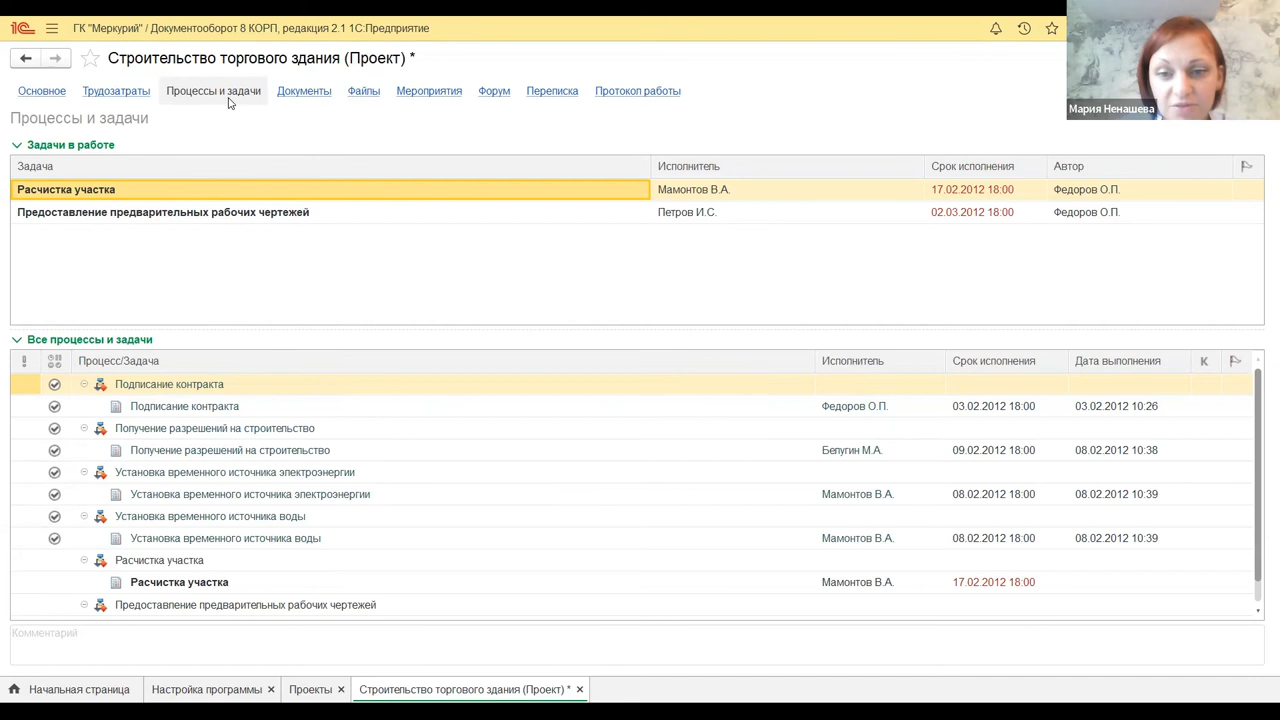 1С ГК "Меркурий" / Документооборот 8 КОРП, редакция 2.1 1С:Предприятие
Строительство торгового здания (Проект) *
Основное Трудозатраты Процессы и задачи Документы Файлы Мероприятия Форум Переписка Протокол работы
Мария Ненашева
Процессы и задачи
Задачи в работе
Задача Исполнитель Срок исполнения Автор
Расчистка участка Мамонтов В.А. 17.02.2012 18:00 Федоров О.П.
Предоставление предварительных рабочих чертежей Петров И.С. 02.03.2012 18:00 Федоров О.П.
Все процессы и задачи
Процесс/Задача Исполнитель Срок исполнения Дата выполнения К
Подписание контракта
Подписание контракта Федоров О.П. 03.02.2012 18:00 03.02.2012 10:26
Получение разрешений на строительство
Получение разрешений на строительство Белугин М.А. 09.02.2012 18:00 08.02.2012 10:38
Установка временного источника электроэнергии
Установка временного источника электроэнергии Мамонтов В.А. 08.02.2012 18:00 08.02.2012 10:39
Установка временного источника воды
Установка временного источника воды Мамонтов В.А. 08.02.2012 18:00 08.02.2012 10:39
Расчистка участка
Расчистка участка Мамонтов В.А. 17.02.2012 18:00
Предоставление предварительных рабочих чертежей
Комментарий
Начальная страница Настройка программы × Проекты × Строительство торгового здания (Проект) * ×